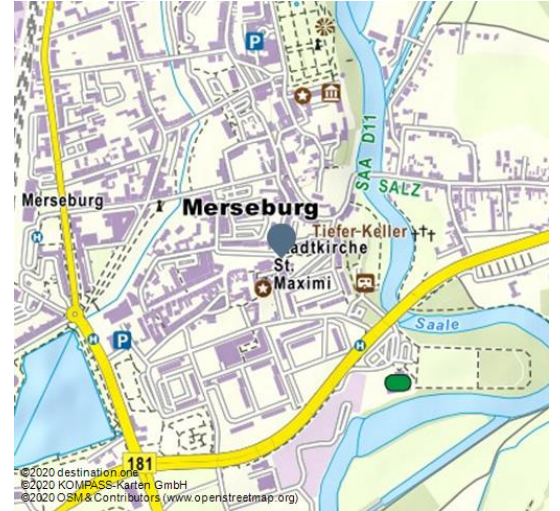 P
SAA D11
SALZ
Merseburg
H
Merseburg
Tiefer-Keller
adtkirche
St.
Maximi
Saale
H
H
P
181
©2020 destination.one
©2020 KOMPASS-Karten GmbH
©2020 OSM & Contributors (www.openstreetmap.org)